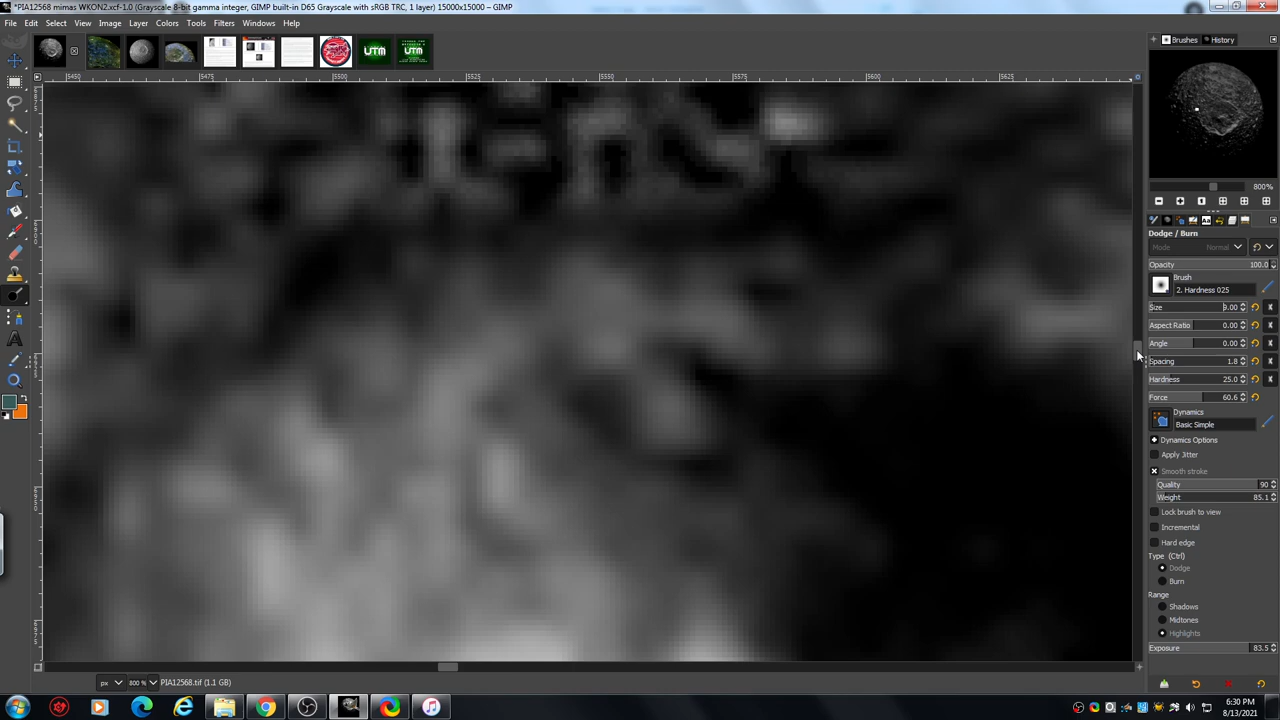 *PIA12568 mimas WKON2.xcf-1.0 (Grayscale 8-bit gamma integer, GIMP built-in D65 Grayscale with sRGB TRC, 1 layer) 15000x15000 – GIMP
File Edit Select View Image Layer Colors Tools Filters Windows Help
UTM
UTM
Brushes History
5450 5475 5500 5525 5550 5575 5600 5625
800%
Dodge / Burn
Mode Normal
Opacity 100.0
Brush
2. Hardness 025
Size 9.00
Aspect Ratio 0.00
Angle 0.00
Spacing 1.8
Hardness 25.0
Force 60.6
Dynamics
Basic Simple
Dynamics Options
Apply Jitter
Smooth stroke
Quality 90
Weight 85.1
Lock brush to view
Incremental
Hard edge
Type (Ctrl)
Dodge
Burn
Range
Shadows
Midtones
Highlights
Exposure 83.5
px 800 % PIA12568.tif (1.1 GB)
6:30 PM
8/13/2021